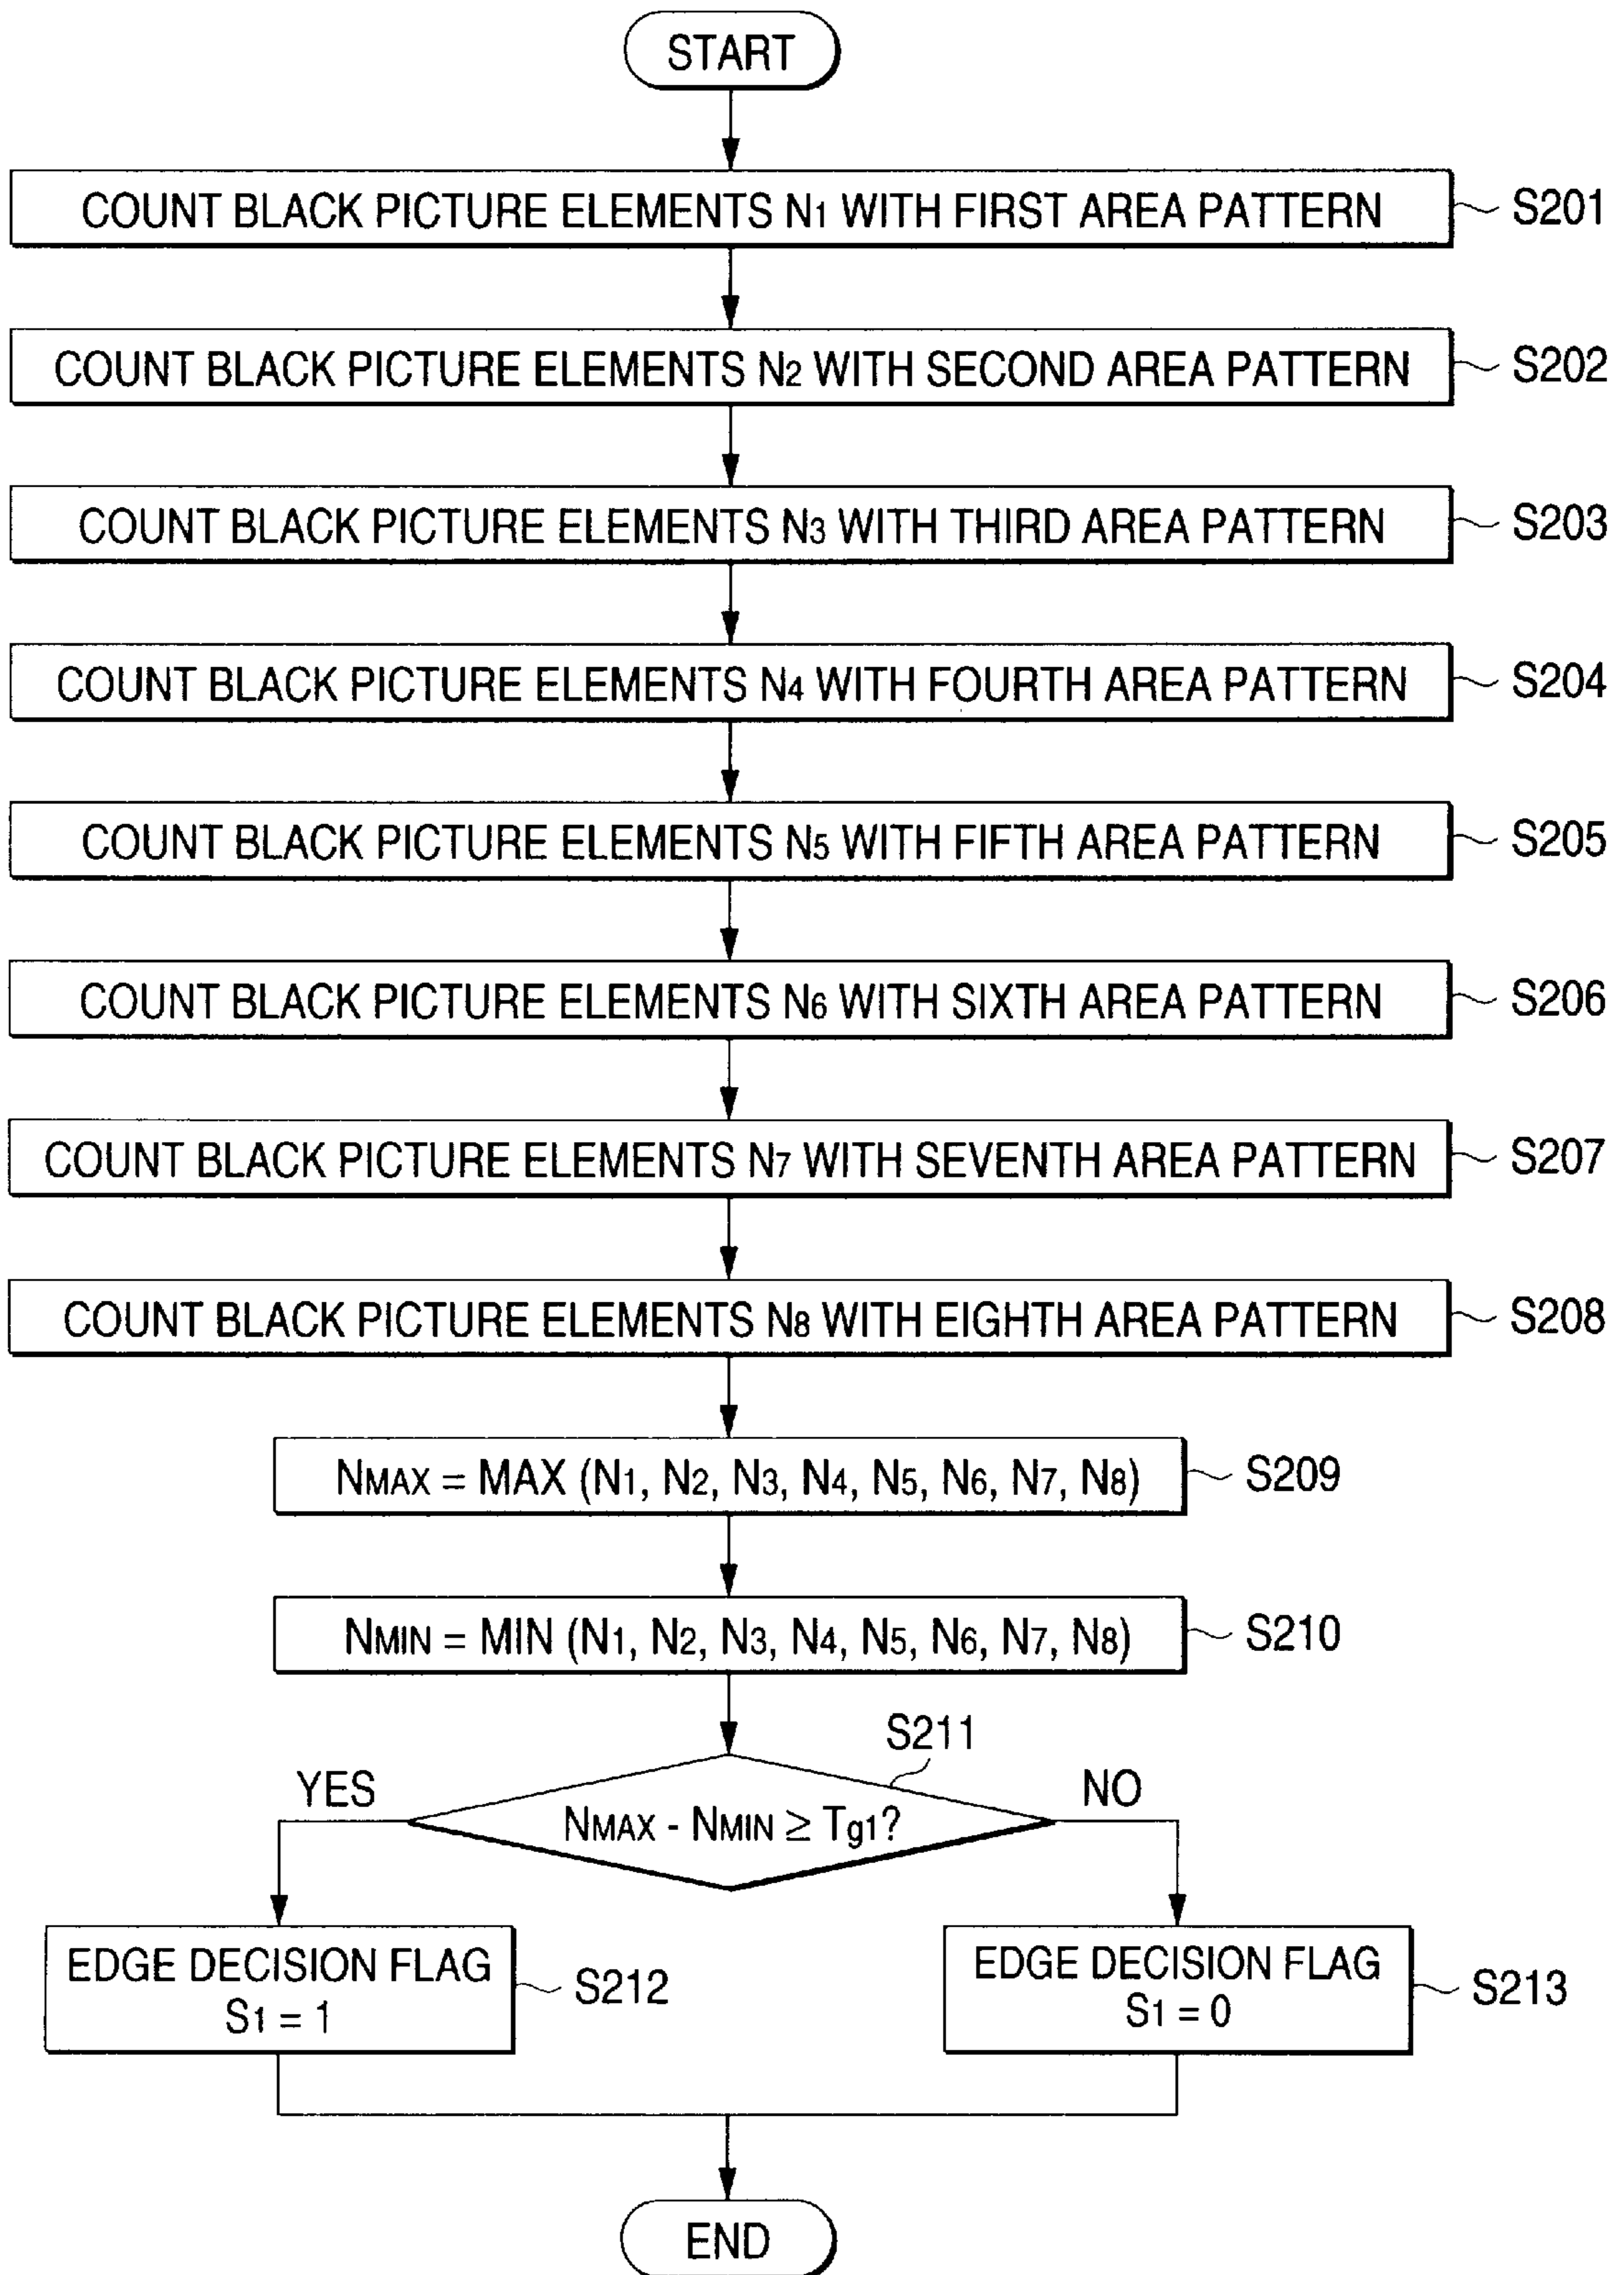 START
COUNT BLACK PICTURE ELEMENTS N1 WITH FIRST AREA PATTERN
S201
COUNT BLACK PICTURE ELEMENTS N2 WITH SECOND AREA PATTERN
S202
COUNT BLACK PICTURE ELEMENTS N3 WITH THIRD AREA PATTERN
S203
COUNT BLACK PICTURE ELEMENTS N4 WITH FOURTH AREA PATTERN
S204
COUNT BLACK PICTURE ELEMENTS N5 WITH FIFTH AREA PATTERN
S205
COUNT BLACK PICTURE ELEMENTS N6 WITH SIXTH AREA PATTERN
S206
COUNT BLACK PICTURE ELEMENTS N7 WITH SEVENTH AREA PATTERN
S207
COUNT BLACK PICTURE ELEMENTS N8 WITH EIGHTH AREA PATTERN
S208
NMAX = MAX (N1, N2, N3, N4, N5, N6, N7, N8)
S209
NMIN = MIN (N1, N2, N3, N4, N5, N6, N7, N8)
S210
S211
YES
NO
NMAX - NMIN ≥ Tg1?
EDGE DECISION FLAG
S1 = 1
S212
EDGE DECISION FLAG
S1 = 0
S213
END